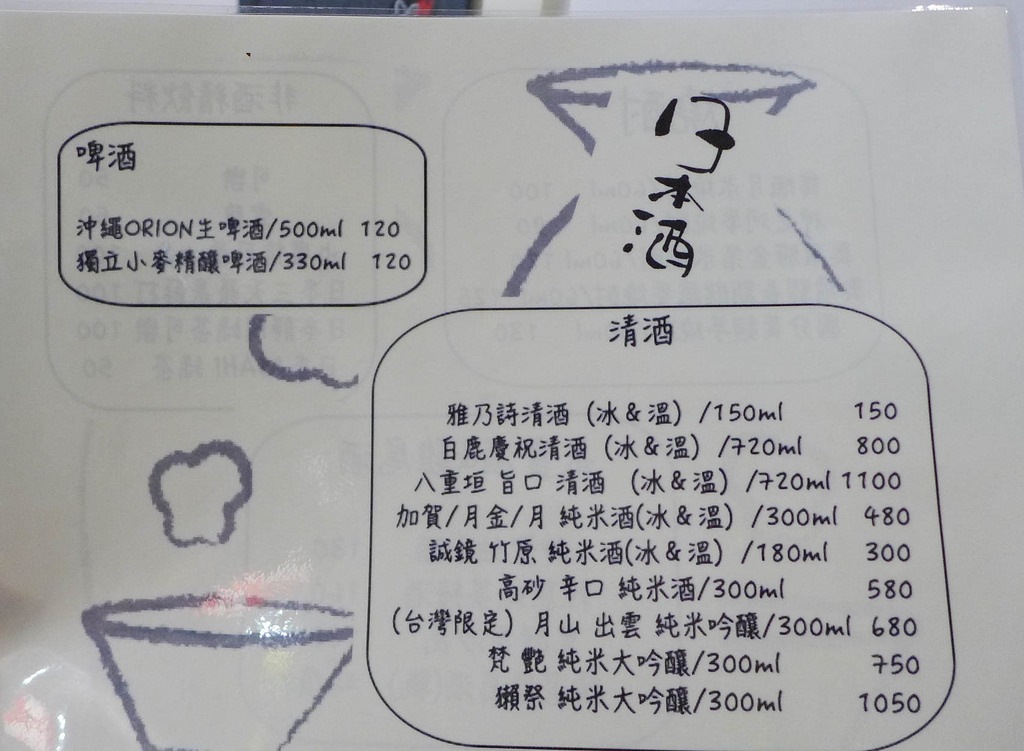 仔本酒
啤酒
沖繩ORION生啤酒/500ml 120
獨立小麥精釀啤酒/330ml 120
清酒
雅乃詩清酒 (冰&溫) /150ml 150
白鹿慶祝清酒 (冰&溫) /720ml 800
八重垣 旨口 清酒 (冰&溫) /720ml 1100
加賀/月金/月 純米酒(冰&溫) /300ml 480
誠鏡 竹原 純米酒(冰&溫) /180ml 300
高砂 辛口 純米酒/300ml 580
(台灣限定) 月山 出雲 純米吟釀/300ml 680
梵 艷 純米大吟釀/300ml 750
獺祭 純米大吟釀/300ml 1050